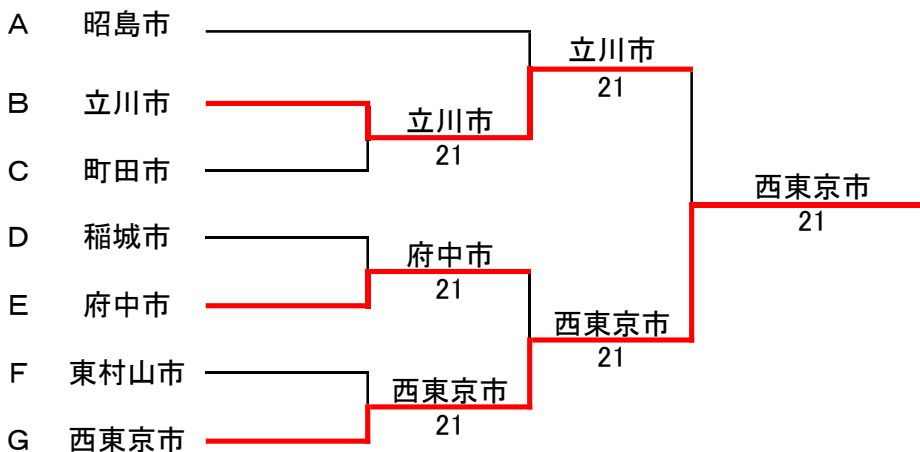 A 昭島市
立川市
21
B 立川市
立川市
21
C 町田市
西東京市
21
D 稲城市
府中市
21
E 府中市
西東京市
21
F 東村山市
西東京市
21
G 西東京市